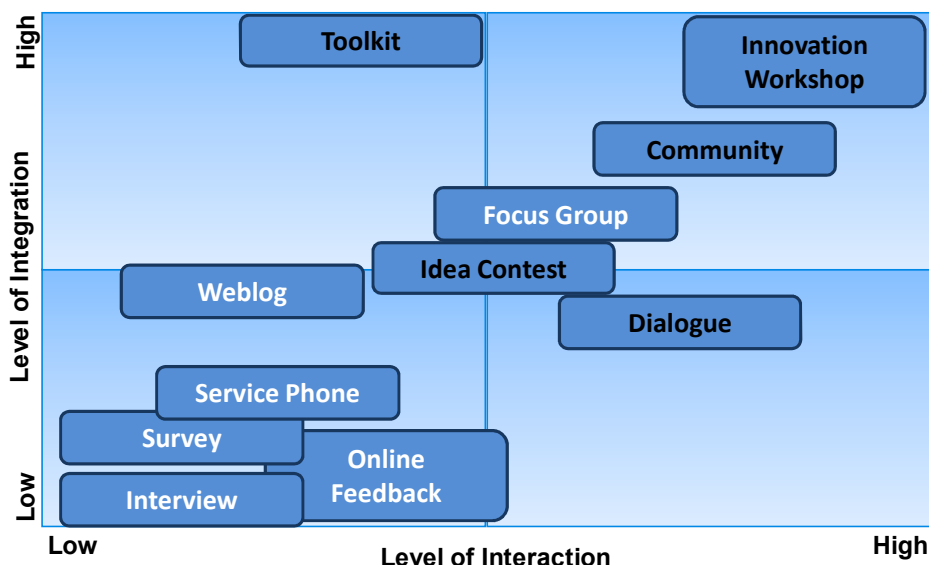 High
Toolkit
Innovation
Workshop
Community
Focus Group
Level of Integration
Idea Contest
Weblog
Dialogue
Service Phone
Survey
Online
Feedback
Interview
Low
Low
Level of Interaction
High